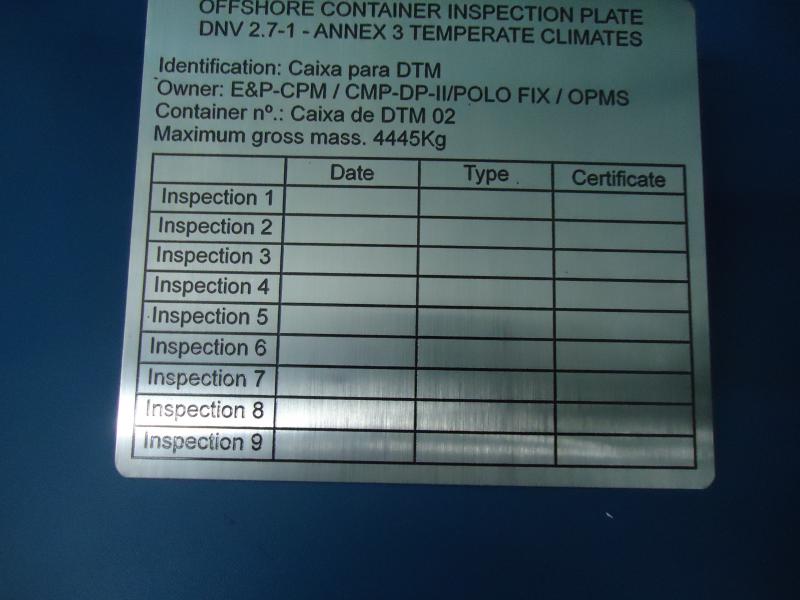 OFFSHORE CONTAINER INSPECTION PLATE
DNV 2.7-1 - ANNEX 3 TEMPERATE CLIMATES
Identification: Caixa para DTM
Owner: E&P-CPM / CMP-DP-II/POLO FIX / OPMS
Container nº.: Caixa de DTM 02
Maximum gross mass. 4445Kg
Date Type . Certificate
Inspection 1
Inspection 2
Inspection 3
Inspection 4
Inspection 5
Inspection 6
Inspection 7
Inspection 8
Inspection 9